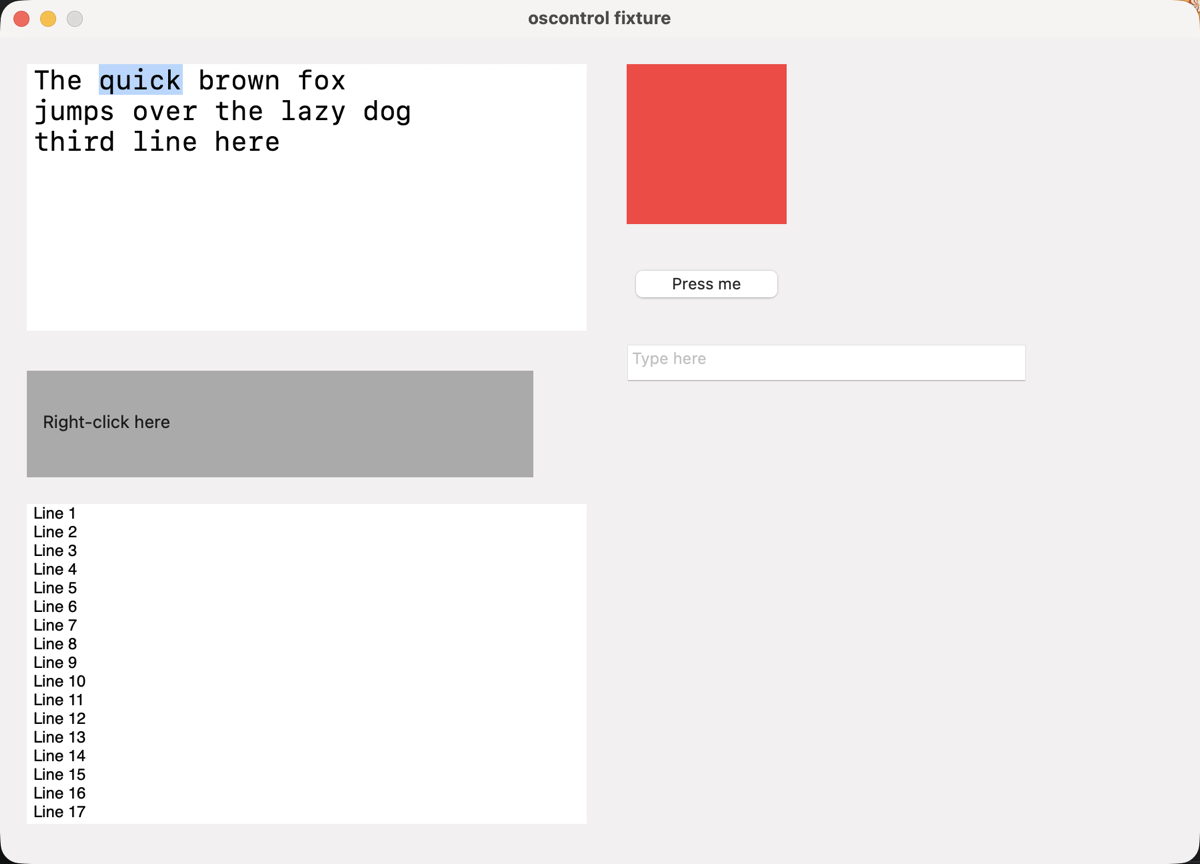 oscontrol fixture
The quick brown fox
jumps over the lazy dog
third line here
Press me
Type here
Right-click here
Line 1
Line 2
Line 3
Line 4
Line 5
Line 6
Line 7
Line 8
Line 9
Line 10
Line 11
Line 12
Line 13
Line 14
Line 15
Line 16
Line 17